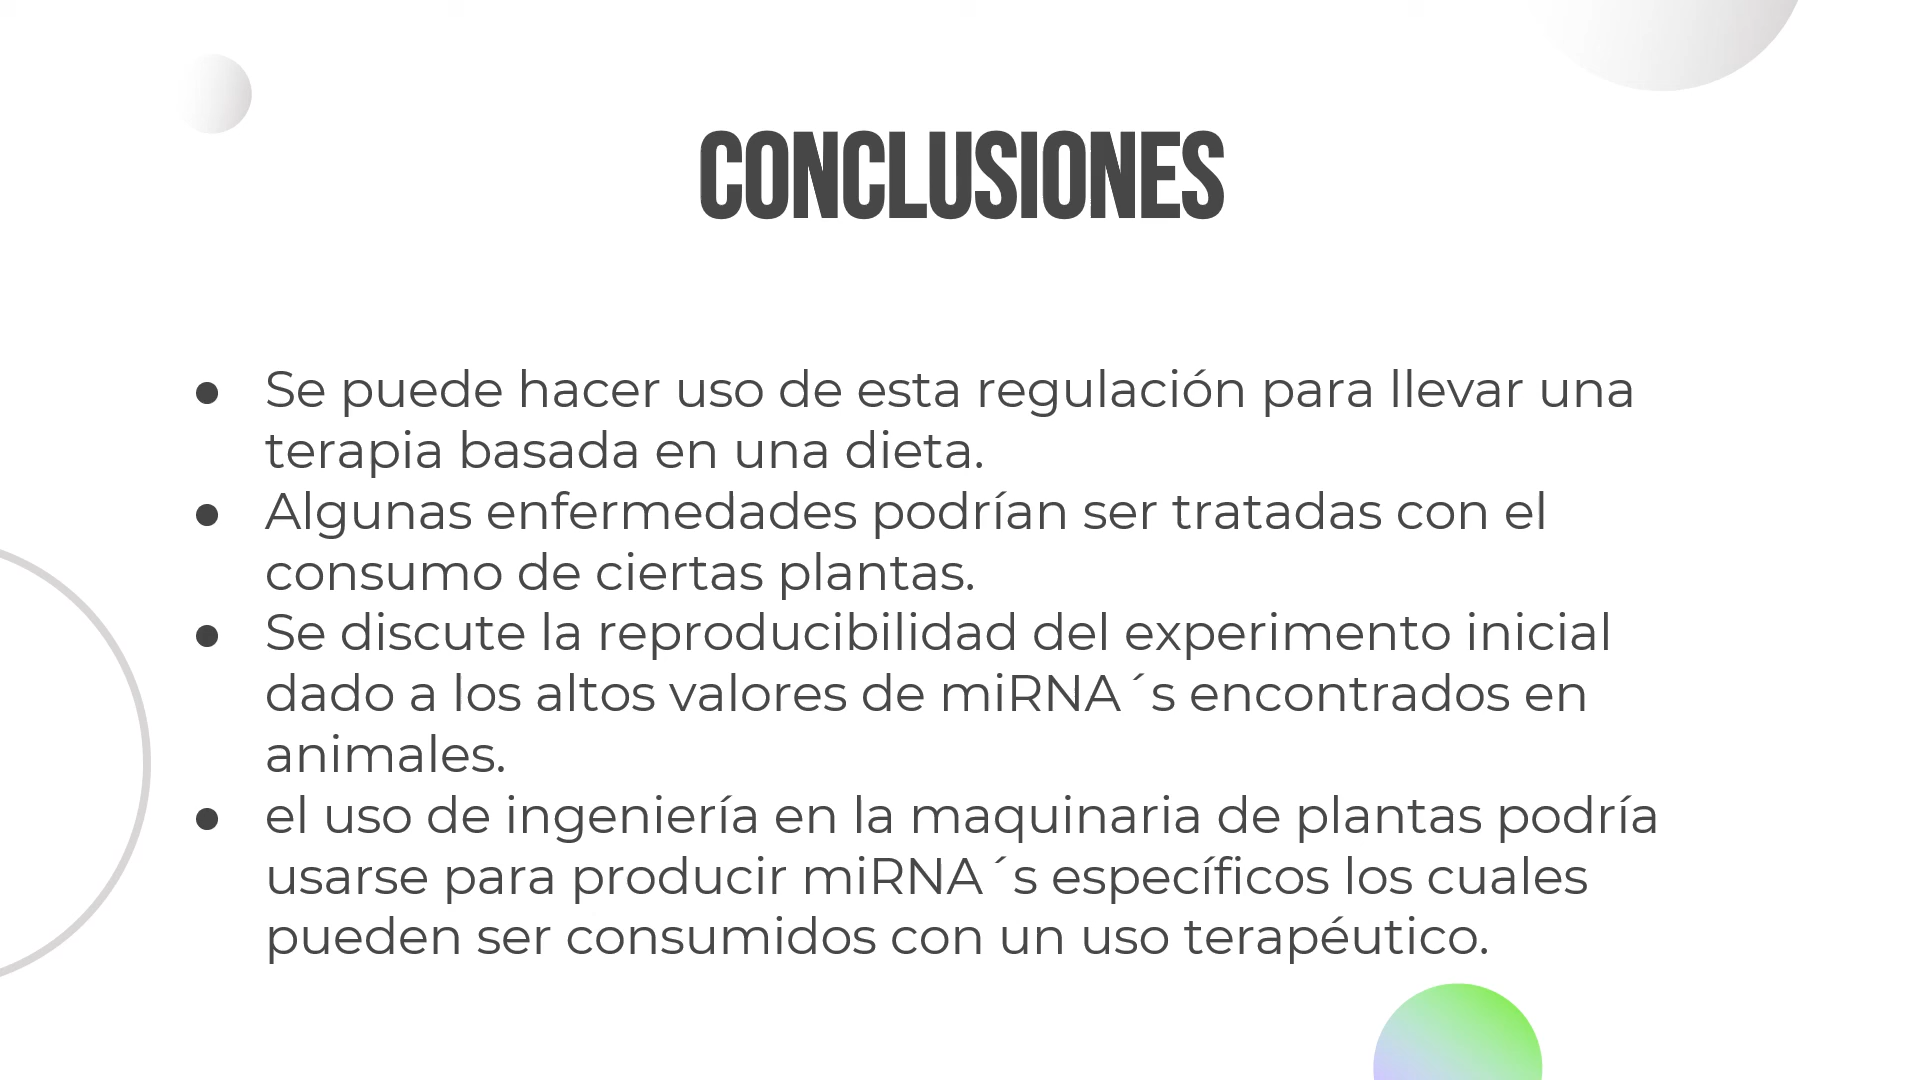 CONCLUSIONES
● Se puede hacer uso de esta regulación para llevar una
terapia basada en una dieta.
● Algunas enfermedades podrían ser tratadas con el
consumo de ciertas plantas.
● Se discute la reproducibilidad del experimento inicial
dado a los altos valores de miRNA´s encontrados en
animales.
● el uso de ingeniería en la maquinaria de plantas podría
usarse para producir miRNA´s específicos los cuales
pueden ser consumidos con un uso terapéutico.